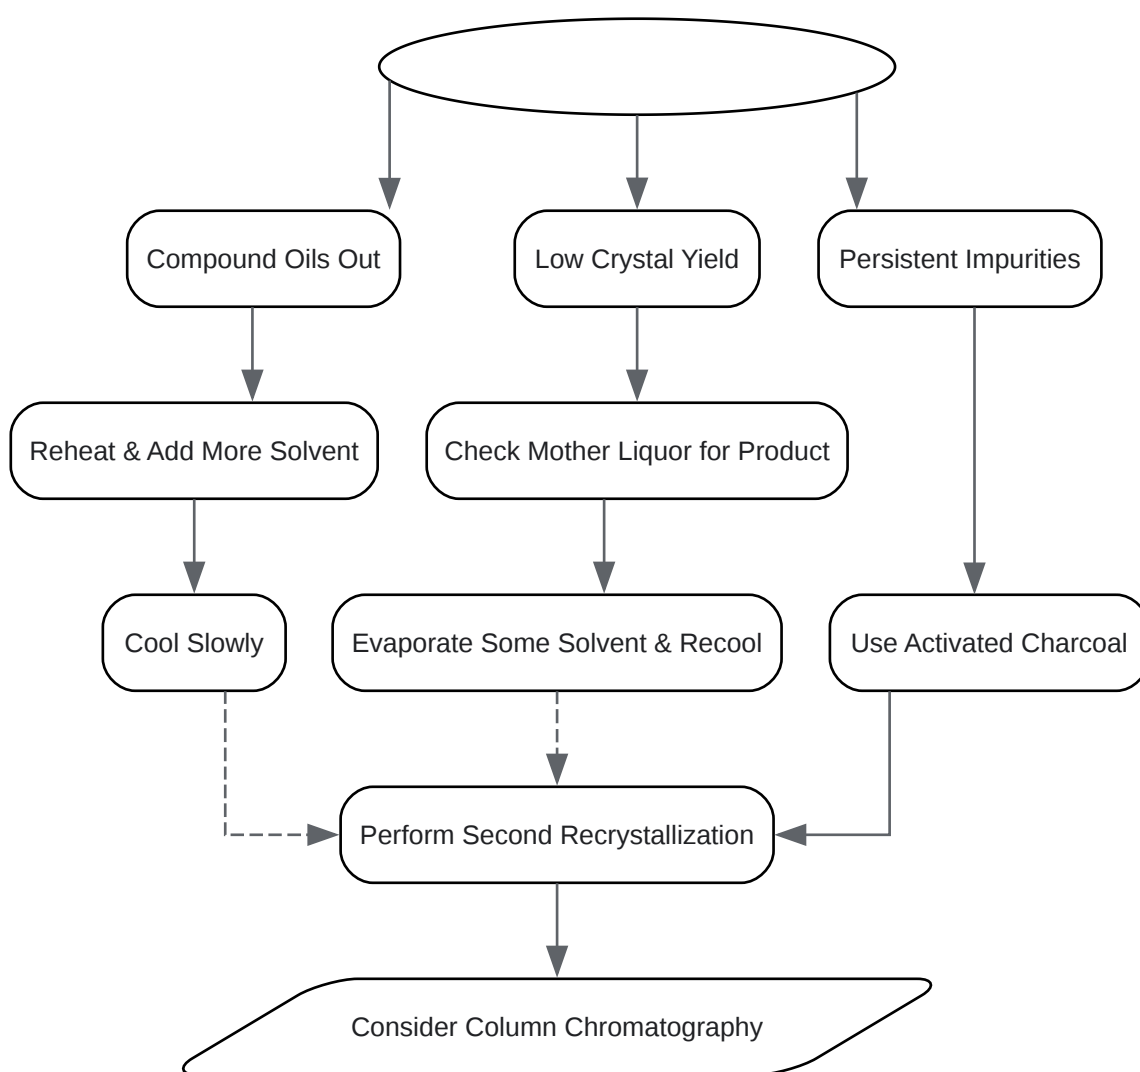 Compound Oils Out
Low Crystal Yield
Persistent Impurities
Reheat & Add More Solvent
Check Mother Liquor for Product
Cool Slowly
Evaporate Some Solvent & Recool
Use Activated Charcoal
Perform Second Recrystallization
Consider Column Chromatography